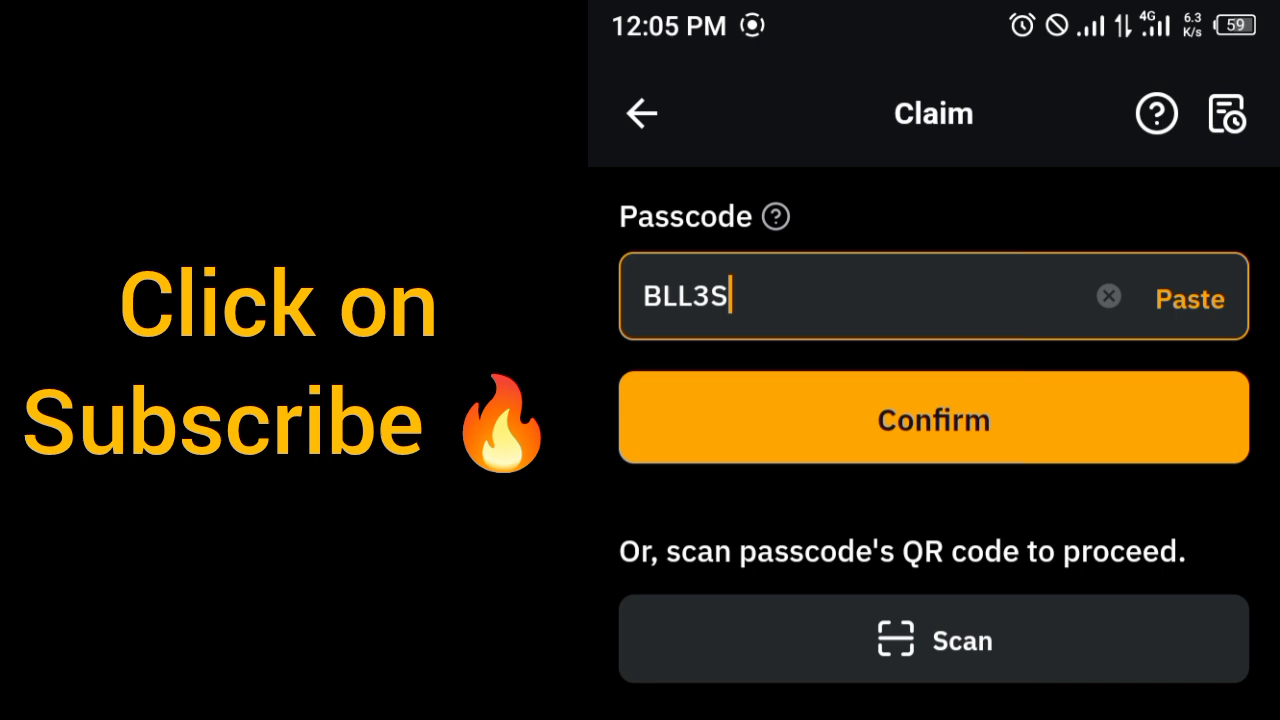 Click on
Subscribe 🔥
12:05 PM
4G
6.3
K/s
59
Claim
Passcode
BLL3S
Paste
Confirm
Or, scan passcode's QR code to proceed.
Scan